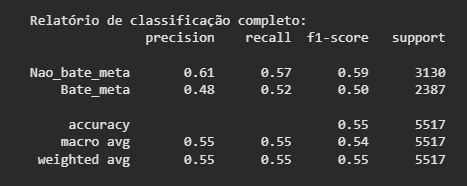 Relatório de classificação completo:
precision recall f1-score support
Nao_bate_meta 0.61 0.57 0.59 3130
Bate_meta 0.48 0.52 0.50 2387
accuracy 0.55 5517
macro avg 0.55 0.55 0.54 5517
weighted avg 0.55 0.55 0.55 5517